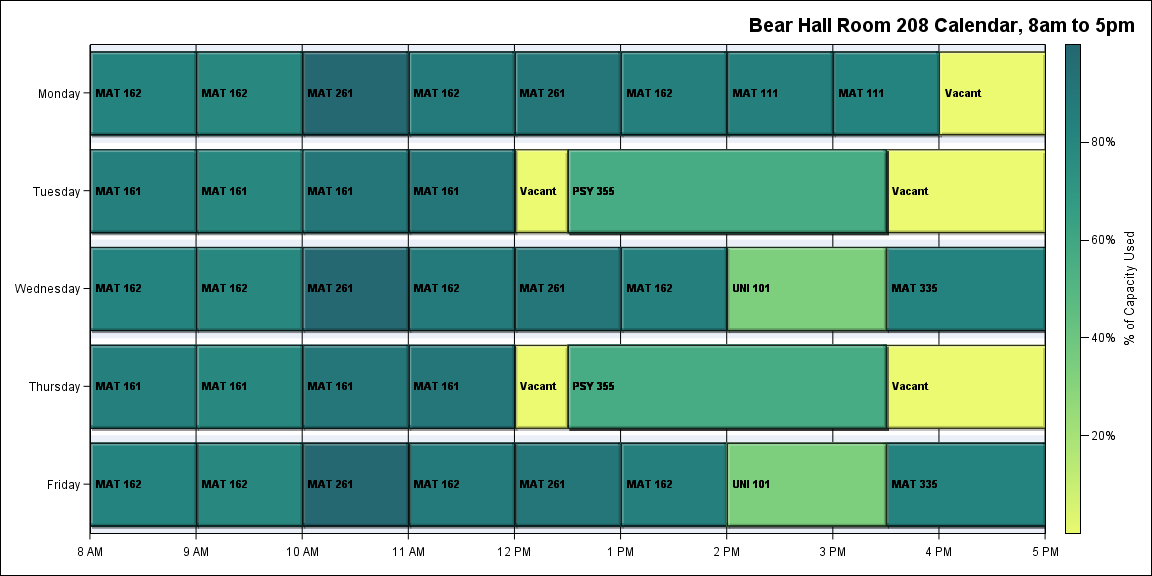 Bear Hall Room 208 Calendar, 8am to 5pm
Monday
MAT 162
MAT 162
MAT 261
MAT 162
MAT 261
MAT 162
MAT 111
MAT 111
Vacant
Tuesday
MAT 161
MAT 161
MAT 161
MAT 161
Vacant
PSY 355
Vacant
Wednesday
MAT 162
MAT 162
MAT 261
MAT 162
MAT 261
MAT 162
UNI 101
MAT 335
Thursday
MAT 161
MAT 161
MAT 161
MAT 161
Vacant
PSY 355
Vacant
Friday
MAT 162
MAT 162
MAT 261
MAT 162
MAT 261
MAT 162
UNI 101
MAT 335
8 AM
9 AM
10 AM
11 AM
12 PM
1 PM
2 PM
3 PM
4 PM
5 PM
80%
60%
40%
20%
% of Capacity Used